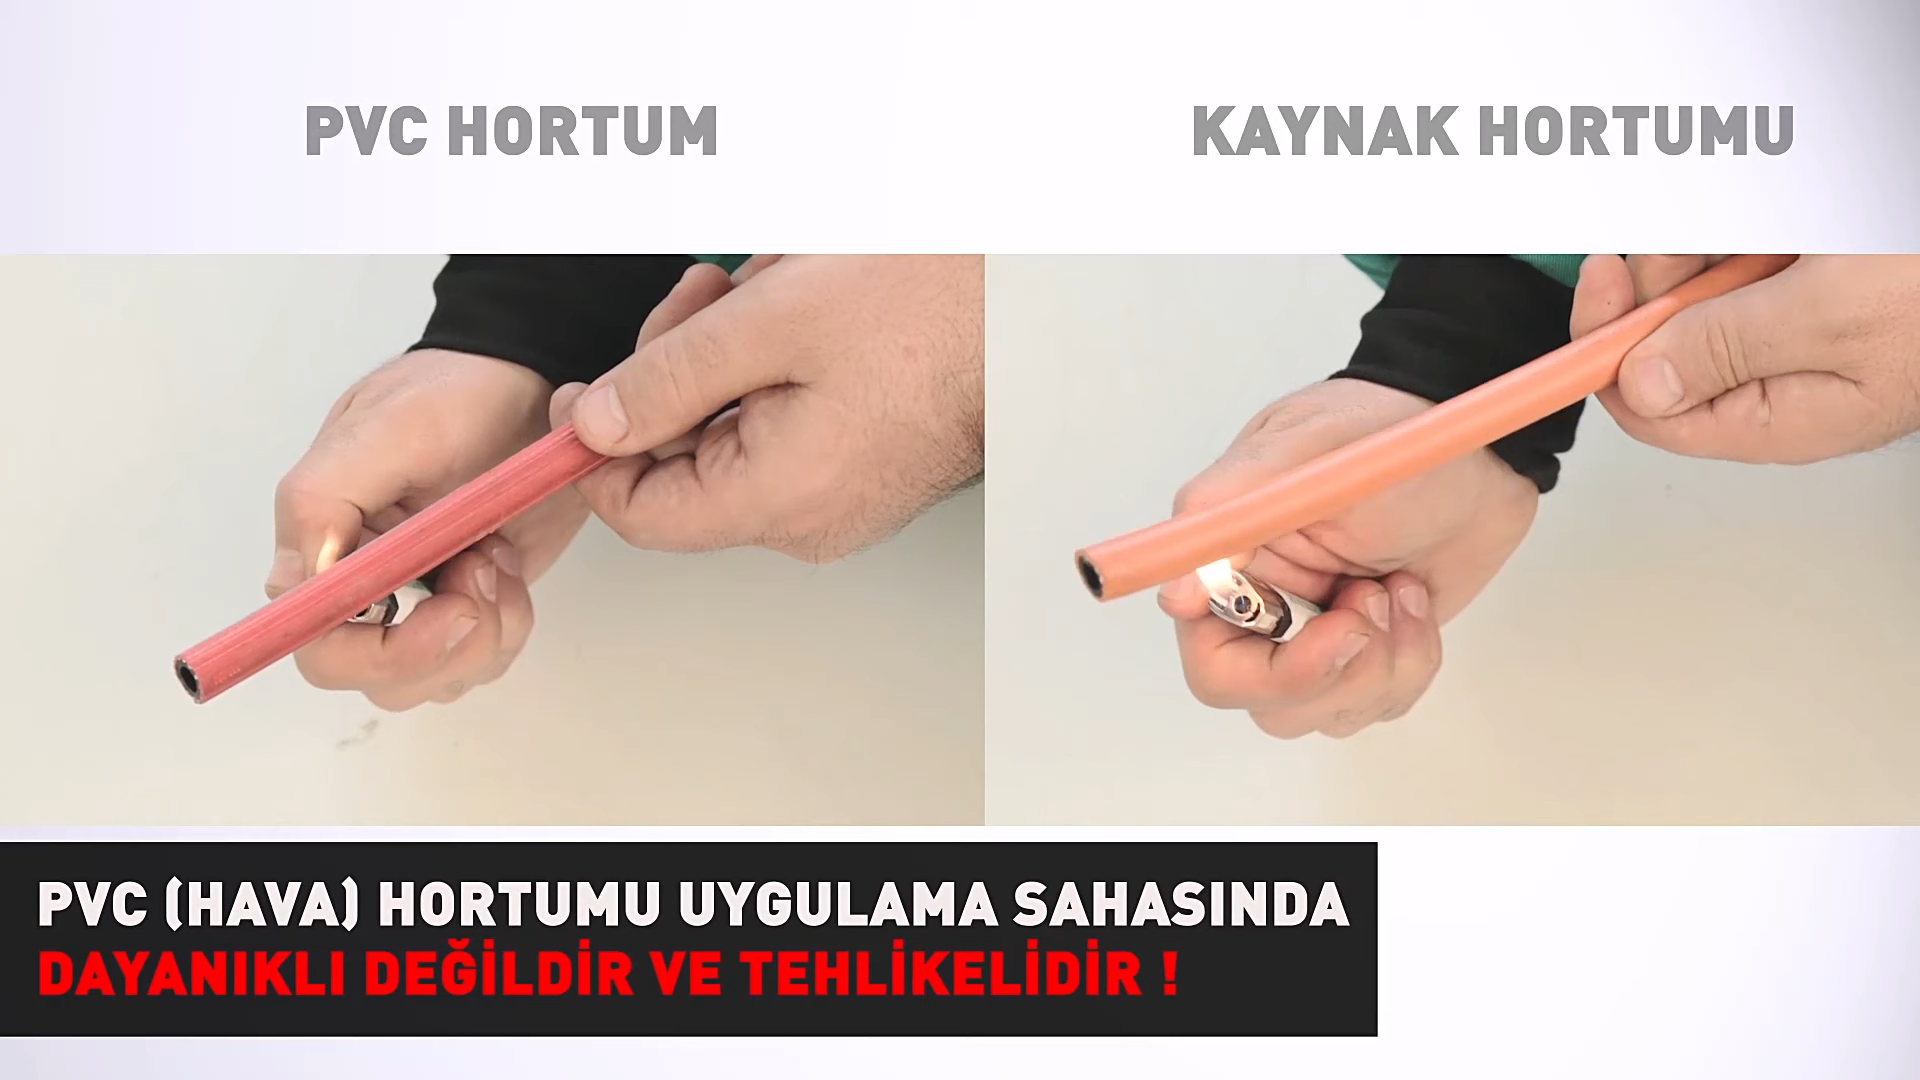 PVC HORTUM
KAYNAK HORTUMU
PVC (HAVA) HORTUMU UYGULAMA SAHASINDA
DAYANIKLI DEĞİLDİR VE TEHLİKELİDİR !